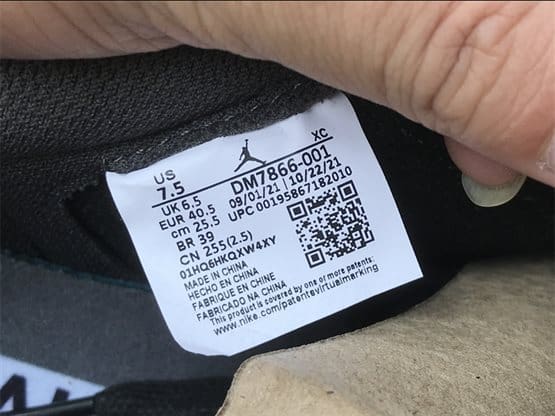 XC
US
7.5
DM7866-001
UK 6.5
09/01/21 | 10/22/21
EUR 40.5
UPC 00195867182010
cm 25.5
BR 39
CN 255(2.5)
01HQ6HKQXW4XY
MADE IN CHINA
HECHO EN CHINA
FABRIQUE EN CHINE
FABRICADO NA CHINA
This product is covered by one or more patents:
www.nike.com/patentsvirtualmarking